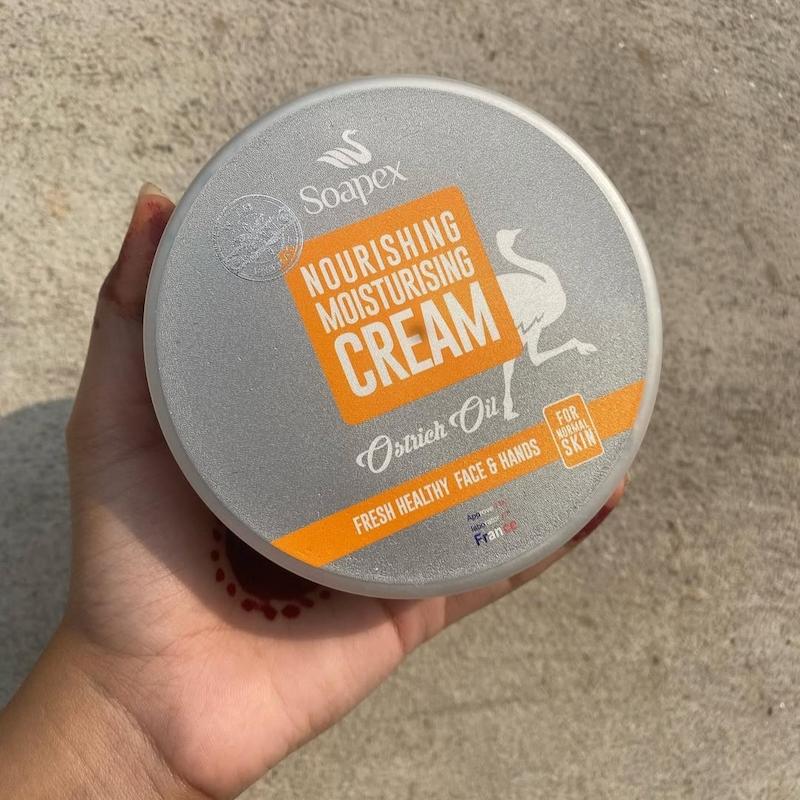 Soapex
NOURISHING
MOISTURISING
CREAM
Ostrich Oil
FOR
NORMAL
SKIN
FRESH HEALTHY FACE & HANDS
France